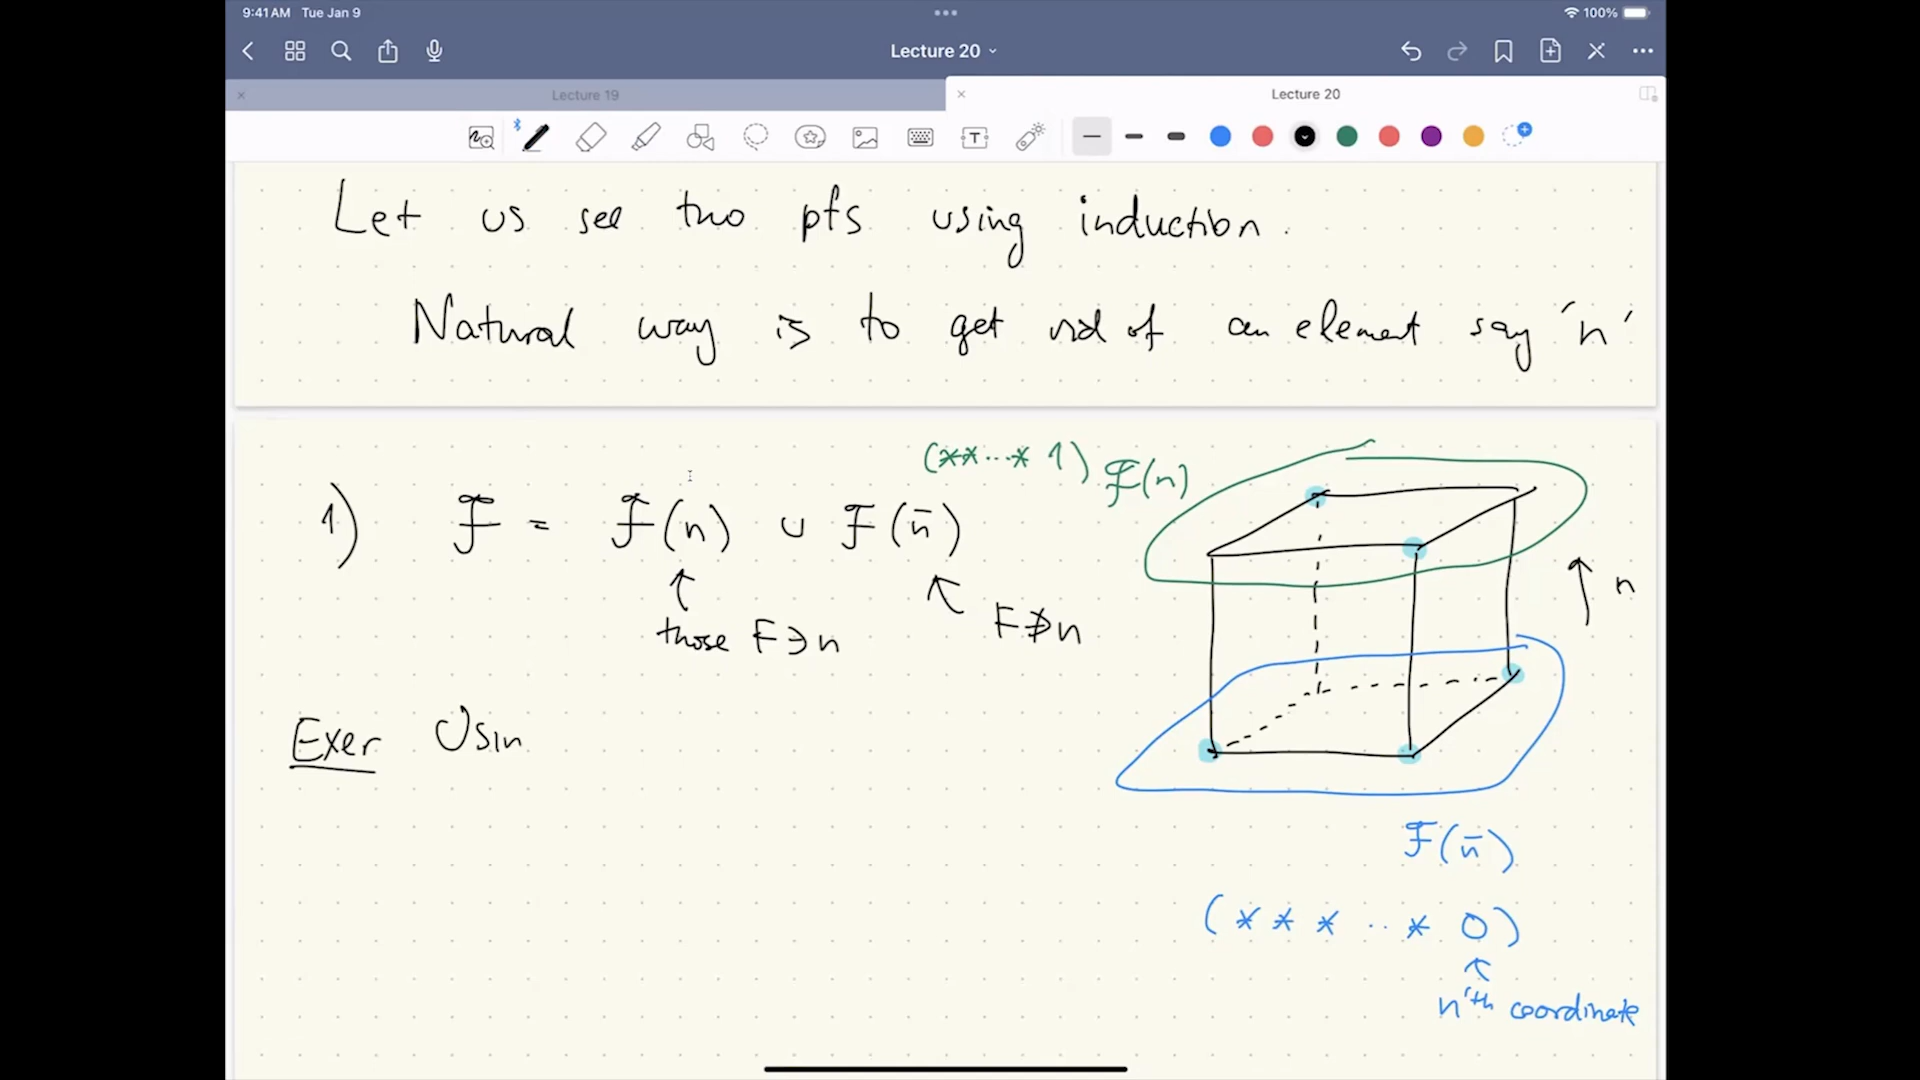 9:41 AM Tue Jan 9
100%
Lecture 20
Lecture 19
Lecture 20
Let us see two pfs using induction.
Natural way is to get rid of an element say 'n'
(**...* 1) F(n)
1) F = F(n) ∪ F(n̄)
n
those F∋n
F∌n
Exer Usin
F(n̄)
(* * * .. * 0)
n'th coordinate